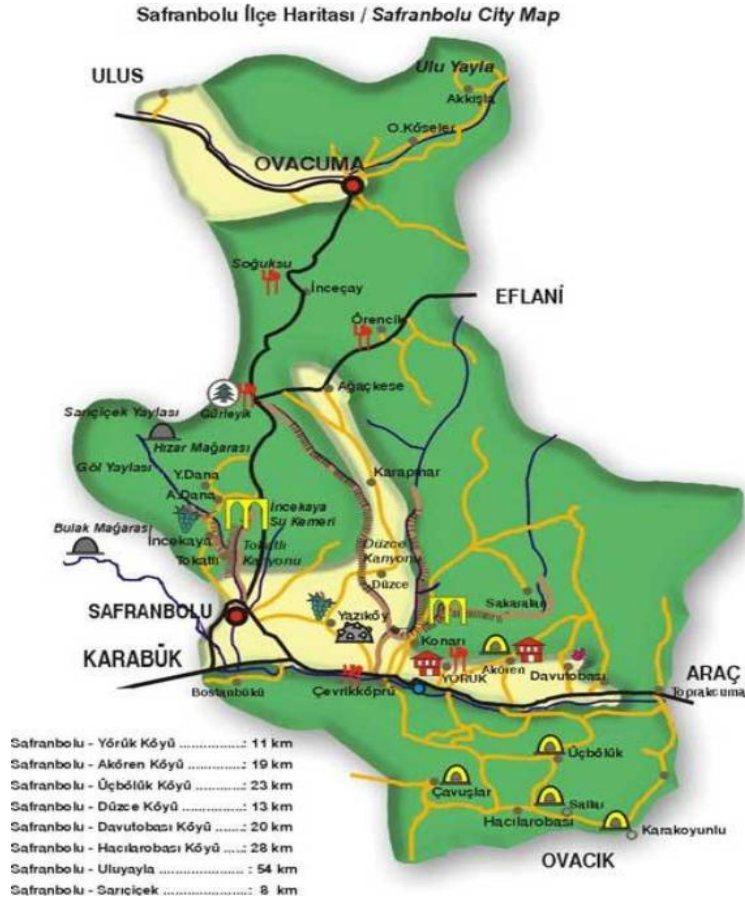 Safranbolu İlçe Haritası / Safranbolu City Map
ULUS
Ulu Yayla
Akkışla
O.Köseler
OVACUMA
Soğuksu
İnceçay
EFLANİ
Örencik
Ağaçkese
Gürleyik
Sarıçiçek Yaylası
Hızar Mağarası
Göl Yaylası
Y.Dana
A.Dana
Karapınar
İncekaya
Su Kemeri
Bulak Mağarası
İncekaya
Tokatlı
Tokatlı
Kanyonu
Düzce
Kanyonu
Düzce
SAFRANBOLU
Yazıköy
Sakaralan
Konarı
KARABÜK
YÖRÜK
Akören
Davutobası
ARAÇ
Toprakcuma
Bostanbükü
Çevrikköprü
Üçbölük
Çavuşlar
Sallu
Hacılarobası
Karakoyunlu
OVACIK
Safranbolu - Yörük Köyü ................: 11 km
Safranbolu - Akören Köyü ..............: 19 km
Safranbolu - Üçbölük Köyü ............: 23 km
Safranbolu - Düzce Köyü ...............: 13 km
Safranbolu - Davutobası Köyü .......: 20 km
Safranbolu - Hacılarobası Köyü ....: 28 km
Safranbolu - Uluyayla .................... : 54 km
Safranbolu - Sarıçiçek .................... : 8 km